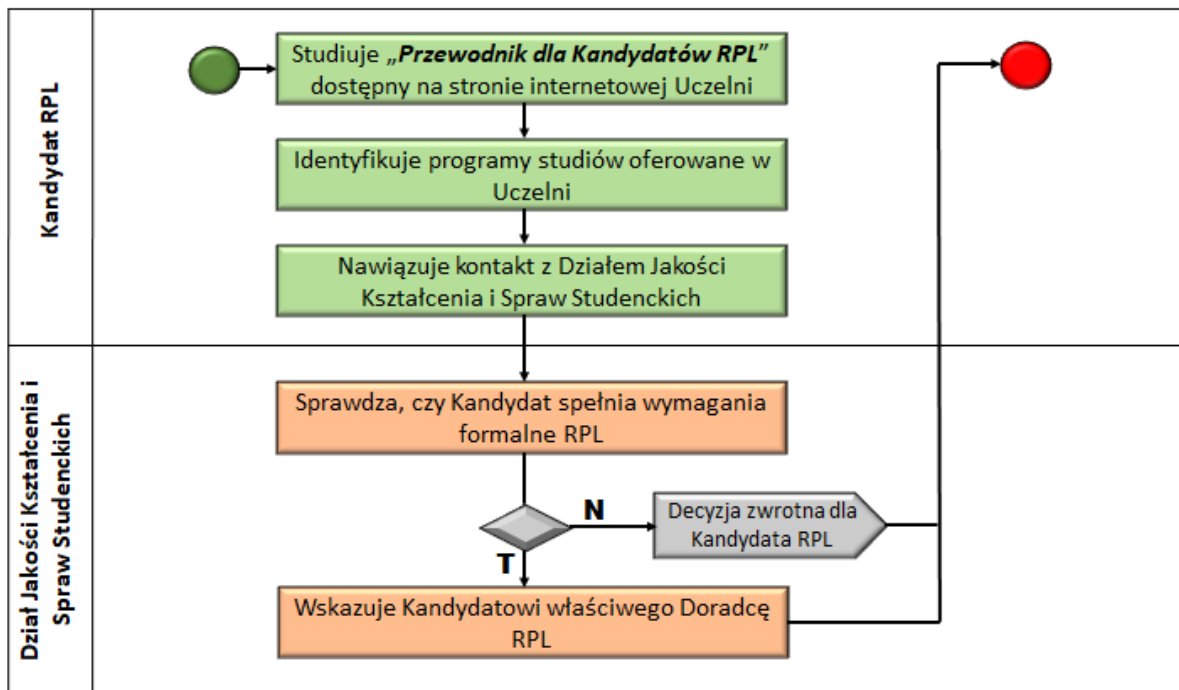 Kandydat RPL
Studiuje „Przewodnik dla Kandydatów RPL”
dostępny na stronie internetowej Uczelni
Identyfikuje programy studiów oferowane w
Uczelni
Nawiązuje kontakt z Działem Jakości
Kształcenia i Spraw Studenckich
Dział Jakości Kształcenia i
Spraw Studenckich
Sprawdza, czy Kandydat spełnia wymagania
formalne RPL
N
Decyzja zwrotna dla
Kandydata RPL
T
Wskazuje Kandydatowi właściwego Doradcę
RPL